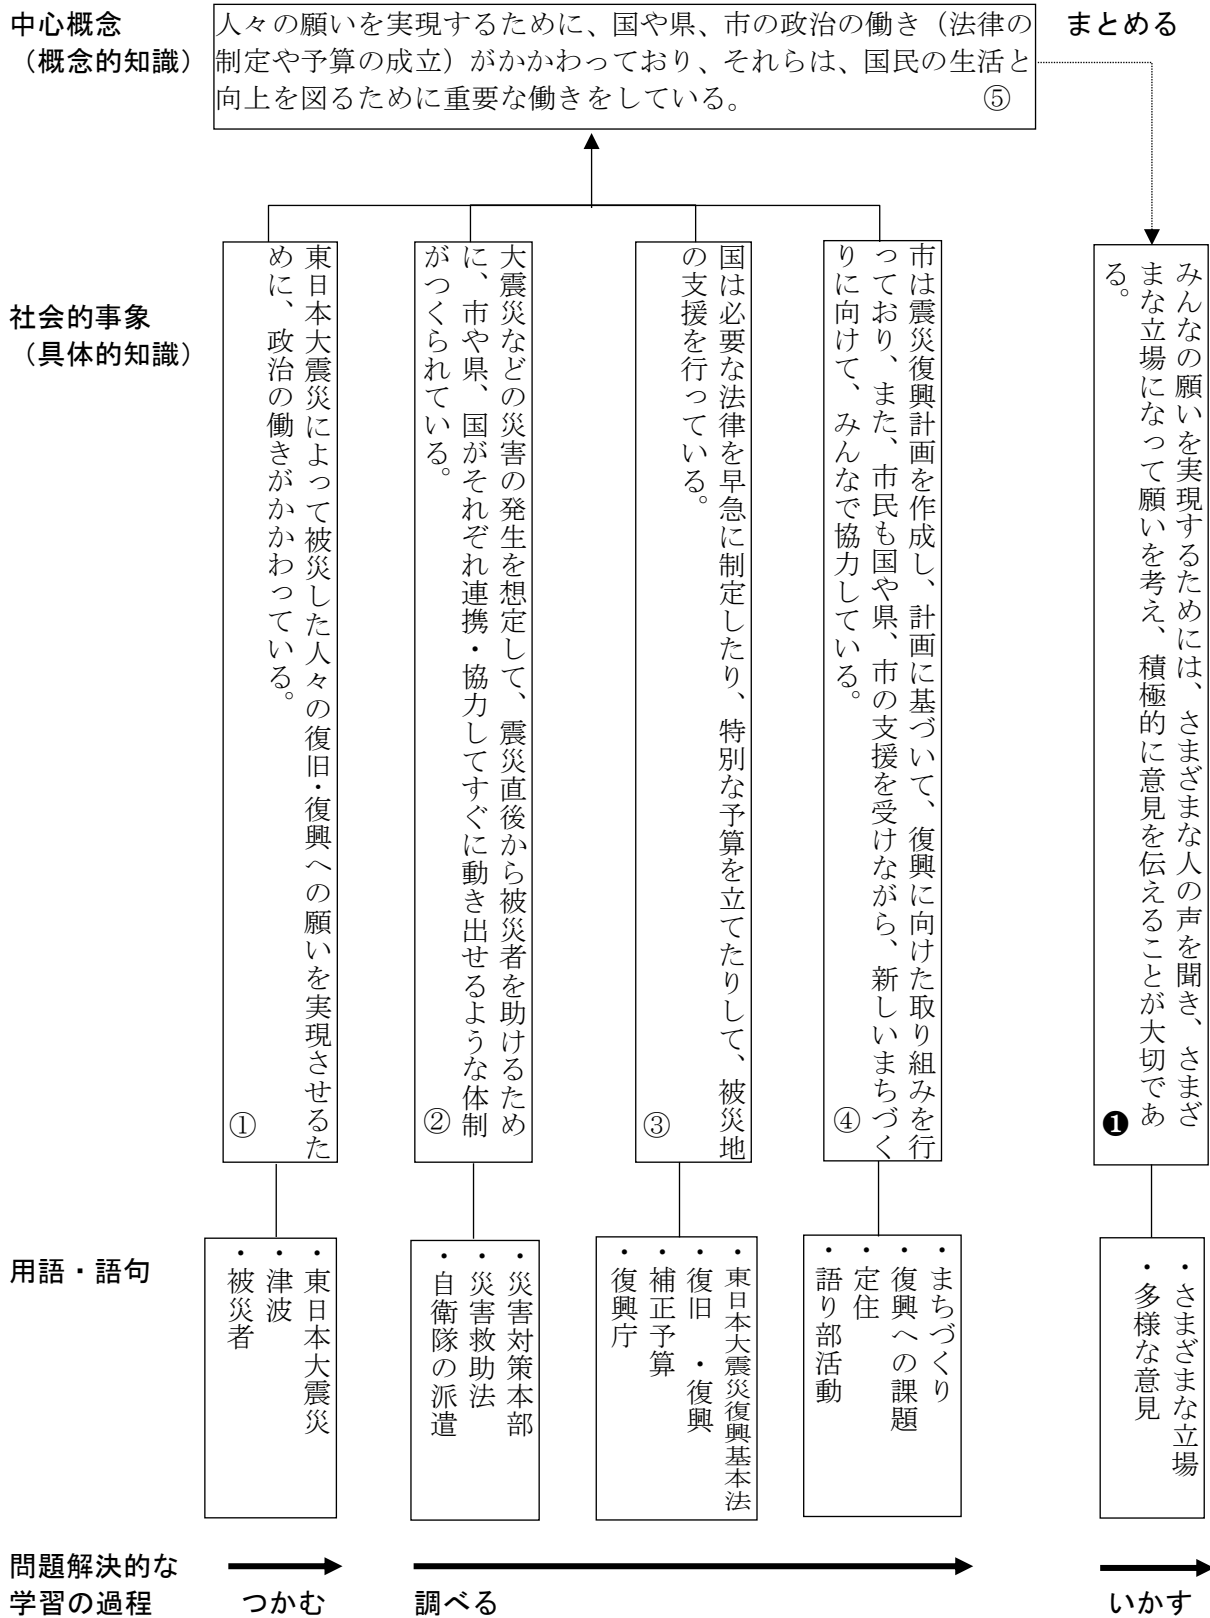 中心概念
（概念的知識）
人々の願いを実現するために、国や県、市の政治の働き（法律の
制定や予算の成立）がかかわっており、それらは、国民の生活と
向上を図るために重要な働きをしている。 ⑤
まとめる
社会的事象
（具体的知識）
東日本大震災によって被災した人々の復旧・復興への願いを実現させるた
めに、政治の働きがかかわっている。 ①
大震災などの災害の発生を想定して、震災直後から被災者を助けるため
に、市や県、国がそれぞれ連携・協力してすぐに動き出せるような体制
がつくられている。 ②
国は必要な法律を早急に制定したり、特別な予算を立てたりして、被災地
の支援を行っている。 ③
市は震災復興計画を作成し、計画に基づいて、復興に向けた取り組みを行
っており、また、市民も国や県、市の支援を受けながら、新しいまちづく
りに向けて、みんなで協力している。 ④
みんなの願いを実現するためには、さまざまな人の声を聞き、さまざ
まな立場になって願いを考え、積極的に意見を伝えることが大切であ
る。 ❶
用語・語句
・東日本大震災
・津波
・被災者
・災害対策本部
・災害救助法
・自衛隊の派遣
・東日本大震災復興基本法
・復旧・復興
・補正予算
・復興庁
・まちづくり
・復興への課題
・定住
・語り部活動
・さまざまな立場
・多様な意見
問題解決的な
学習の過程
つかむ
調べる
いかす